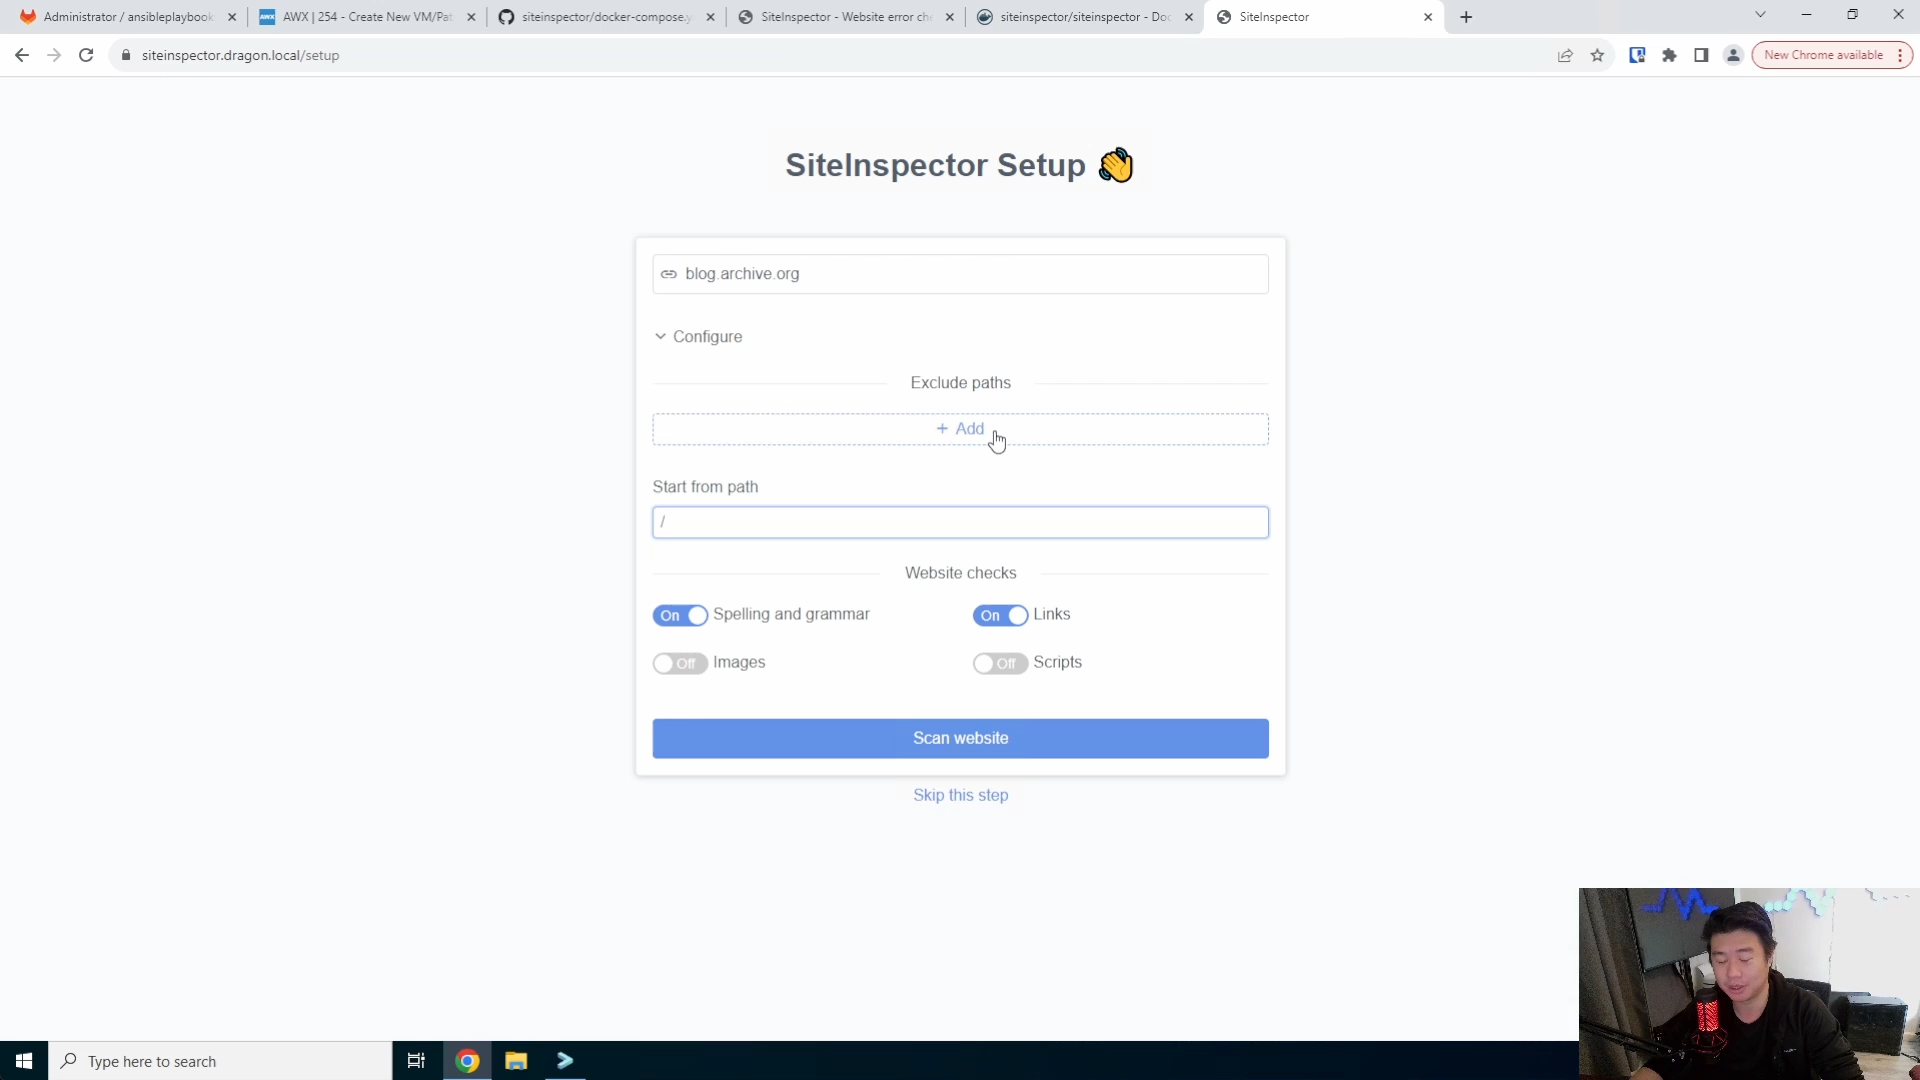 Administrator / ansibleplaybook
AWX | 254 - Create New VM/Pat
siteinspector/docker-compose.y
SiteInspector - Website error che
siteinspector/siteinspector - Doc
SiteInspector
siteinspector.dragon.local/setup
New Chrome available
SiteInspector Setup 👋
blog.archive.org
Configure
Exclude paths
+ Add
Start from path
/
Website checks
On Spelling and grammar
On Links
Off Images
Off Scripts
Scan website
Skip this step
Type here to search